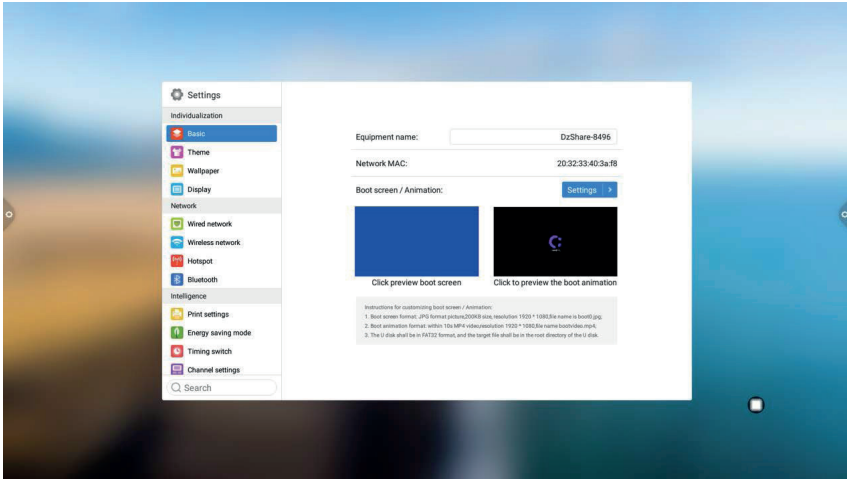 Settings
Individualization
Basic
Theme
Wallpaper
Display
Network
Wired network
Wireless network
Hotspot
Bluetooth
Intelligence
Print settings
Energy saving mode
Timing switch
Channel settings
Search
Equipment name: DzShare-8496
Network MAC: 20:32:33:40:3a:f8
Boot screen / Animation: Settings >
Click preview boot screen Click to preview the boot animation
Instructions for customizing boot screen / Animation:
1. Boot screen format: JPG format picture,200KB size, resolution 1920 * 1080,file name is boot0.jpg;
2. Boot animation format: within 10s MP4 video,resolution 1920 * 1080,file name bootvideo.mp4;
3. The U disk shall be in FAT32 format, and the target file shall be in the root directory of the U disk.